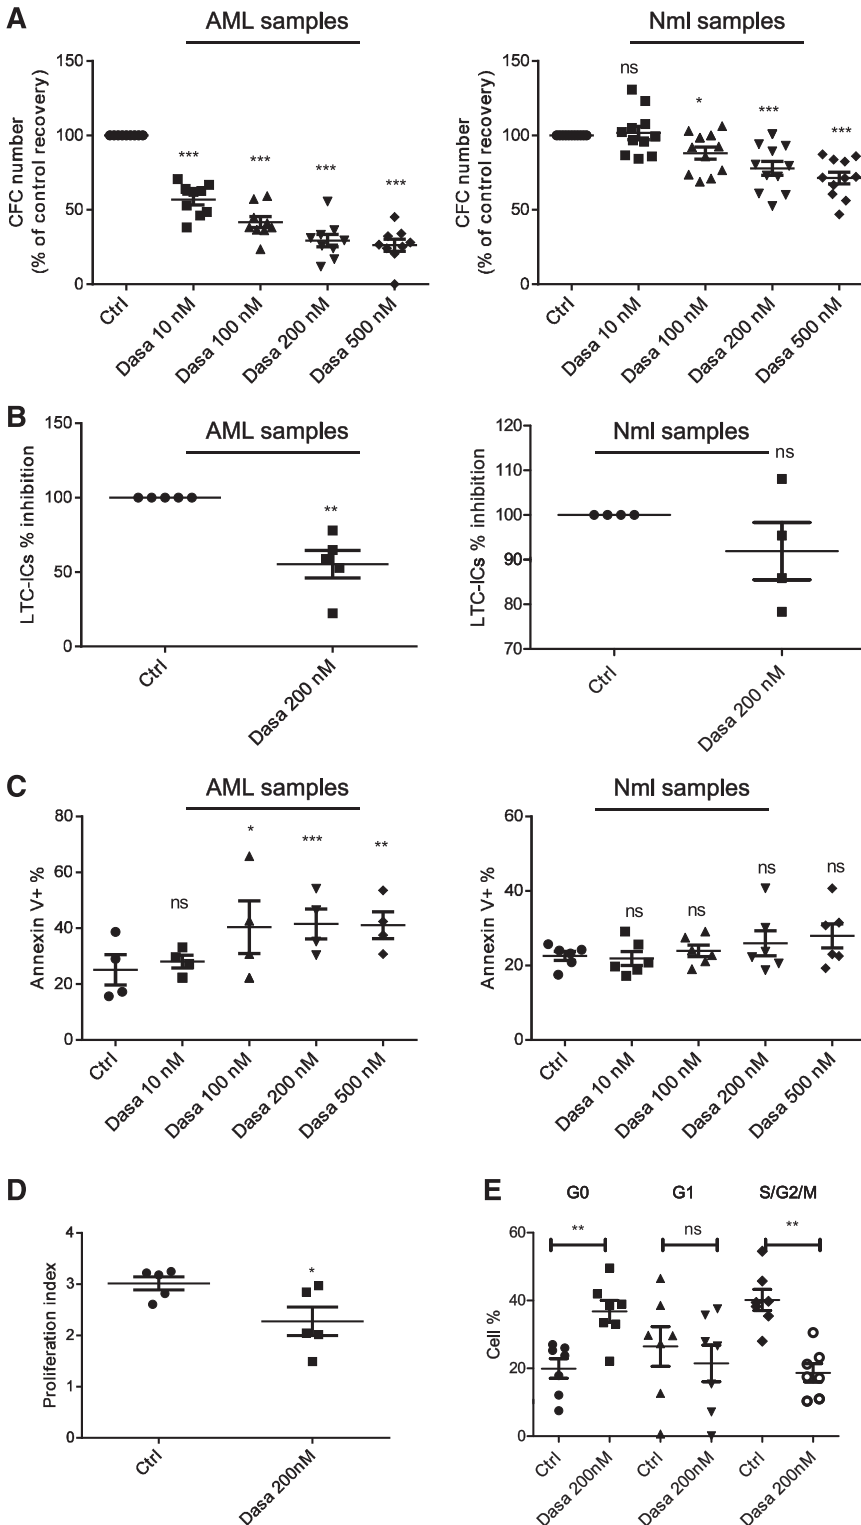 A
AML samples
Nml samples
CFC number
(% of control recovery)
150
100
50
0
***
***
***
***
Ctrl
Dasa 10 nM
Dasa 100 nM
Dasa 200 nM
Dasa 500 nM
CFC number
(% of control recovery)
150
100
50
0
ns
*
***
***
Ctrl
Dasa 10 nM
Dasa 100 nM
Dasa 200 nM
Dasa 500 nM
B
AML samples
Nml samples
LTC-ICs % inhibition
150
100
50
0
**
Ctrl
Dasa 200 nM
LTC-ICs % inhibition
120
110
100
90
80
70
ns
Ctrl
Dasa 200 nM
C
AML samples
Nml samples
Annexin V+ %
80
60
40
20
0
ns
*
***
**
Ctrl
Dasa 10 nM
Dasa 100 nM
Dasa 200 nM
Dasa 500 nM
Annexin V+ %
60
40
20
0
ns
ns
ns
ns
Ctrl
Dasa 10 nM
Dasa 100 nM
Dasa 200 nM
Dasa 500 nM
D
Proliferation index
4
3
2
1
0
*
Ctrl
Dasa 200nM
E
G0
G1
S/G2/M
Cell %
60
40
20
0
**
ns
**
Ctrl
Dasa 200nM
Ctrl
Dasa 200nM
Ctrl
Dasa 200nM